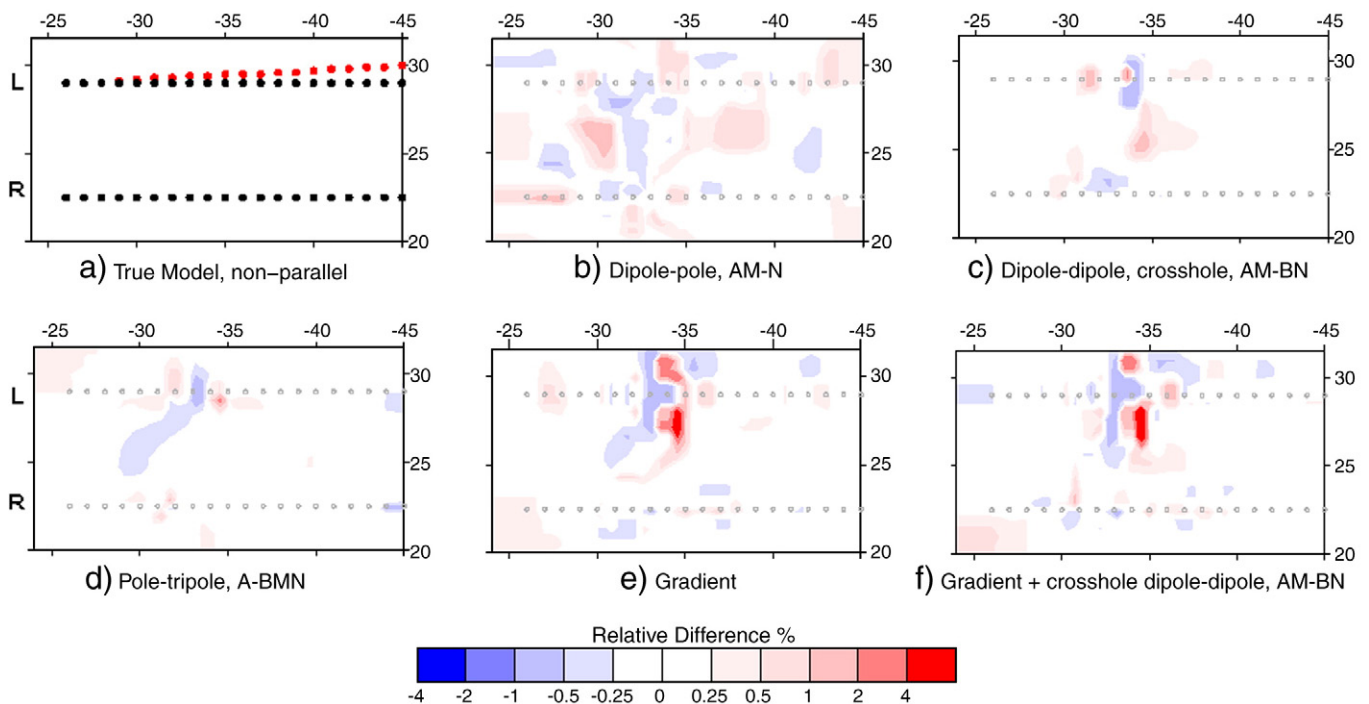 -25 -30 -35 -40 -45
-25 -30 -35 -40 -45
-25 -30 -35 -40 -45
L
R
30
25
20
30
25
20
30
25
20
a) True Model, non-parallel
b) Dipole-pole, AM-N
c) Dipole-dipole, crosshole, AM-BN
-25 -30 -35 -40 -45
-25 -30 -35 -40 -45
-25 -30 -35 -40 -45
L
R
30
25
20
30
25
20
30
25
20
d) Pole-tripole, A-BMN
e) Gradient
f) Gradient + crosshole dipole-dipole, AM-BN
Relative Difference %
-4 -2 -1 -0.5 -0.25 0 0.25 0.5 1 2 4